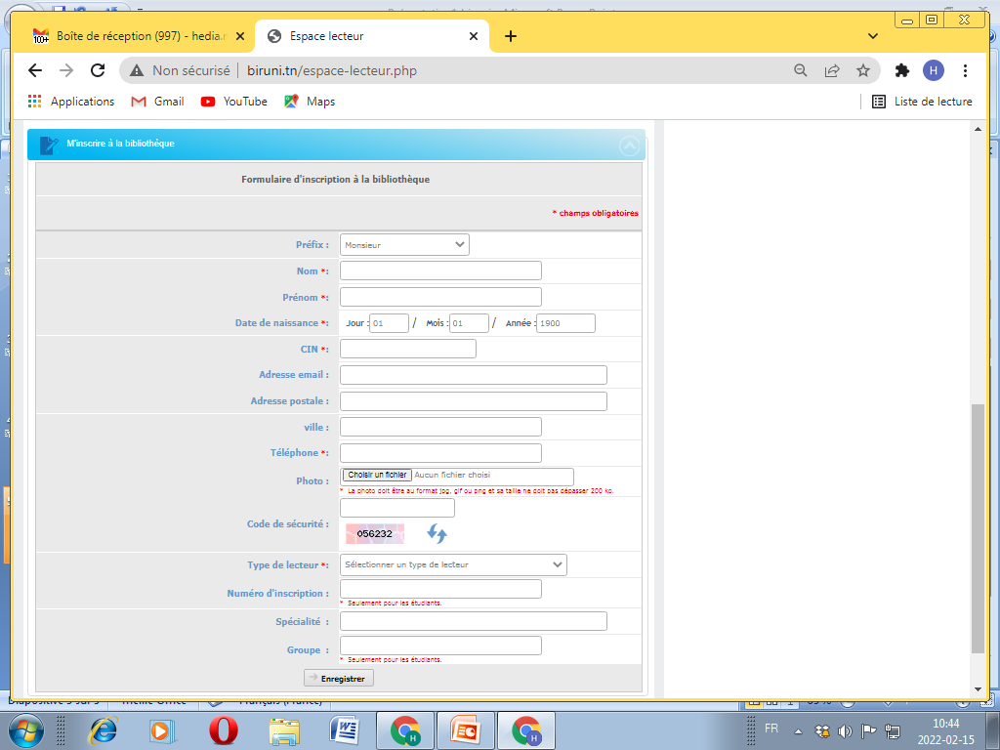 100+ Boîte de réception (997) - hedia.r
Espace lecteur
Non sécurisé biruni.tn/espace-lecteur.php H
Applications Gmail YouTube Maps Liste de lecture
M'inscrire à la bibliothéque
Formulaire d'inscription à la bibliothèque
* champs obligatoires
Préfix : Monsieur
Nom *:
Prénom *:
Date de naissance *: Jour : 01 / Mois : 01 / Année : 1900
CIN *:
Adresse email :
Adresse postale :
ville :
Téléphone *:
Photo : Choisir un fichier Aucun fichier choisi
* La photo doit être au format jpg, gif ou png et sa taille ne doit pas dépasser 200 ko.
Code de sécurité :
056232
Type de lecteur *: Sélectionner un type de lecteur
Numéro d'inscription :
* Seulement pour les étudiants.
Spécialité :
Groupe :
* Seulement pour les étudiants.
Enregistrer
FR 10:44
2022-02-15